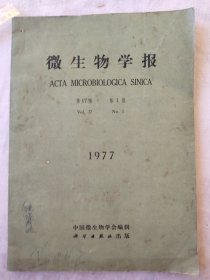 微生物学报
ACTA MICROBIOLOGICA SINICA
第17卷 第1期
Vol. 17 No. 1
1977
中国微生物学会编辑
科学出版社出版